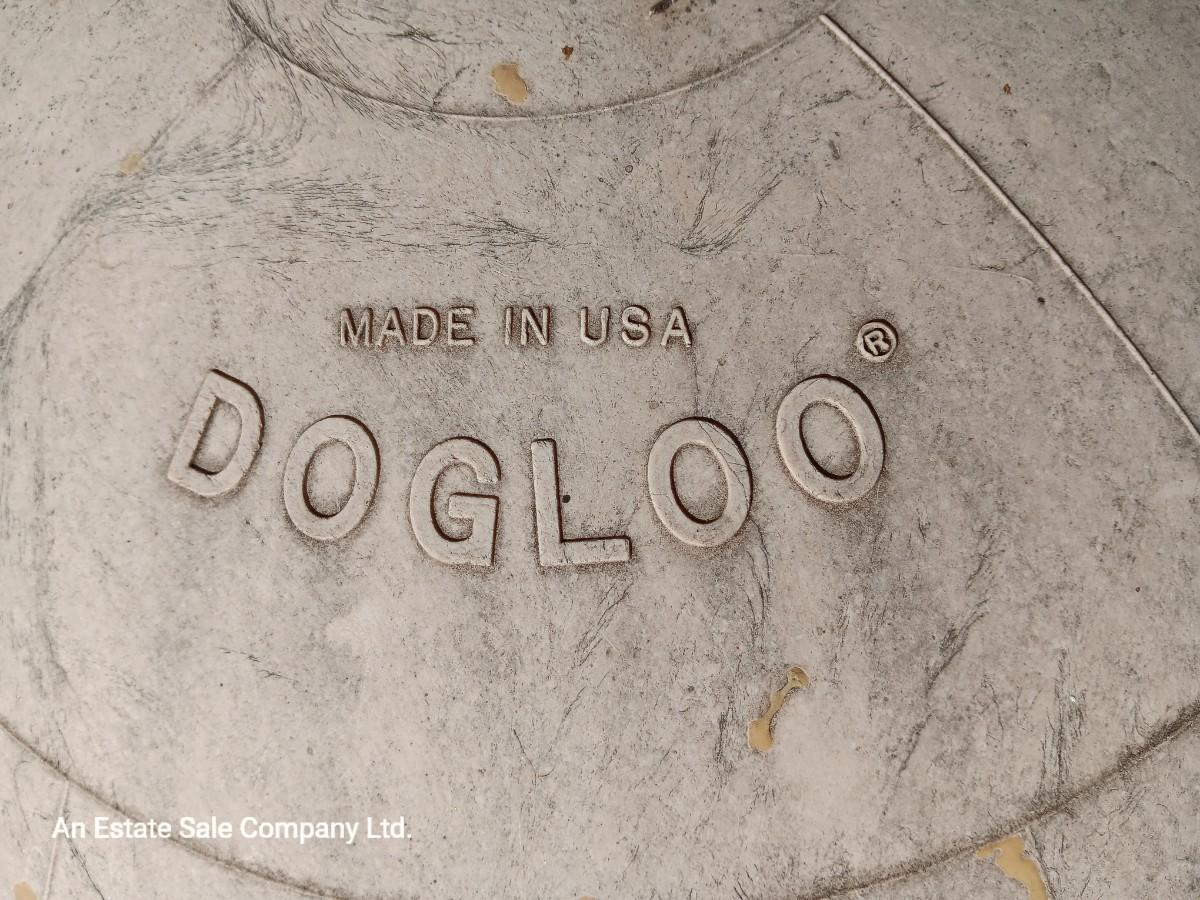 MADE IN USA
DOGLOO®
An Estate Sale Company Ltd.